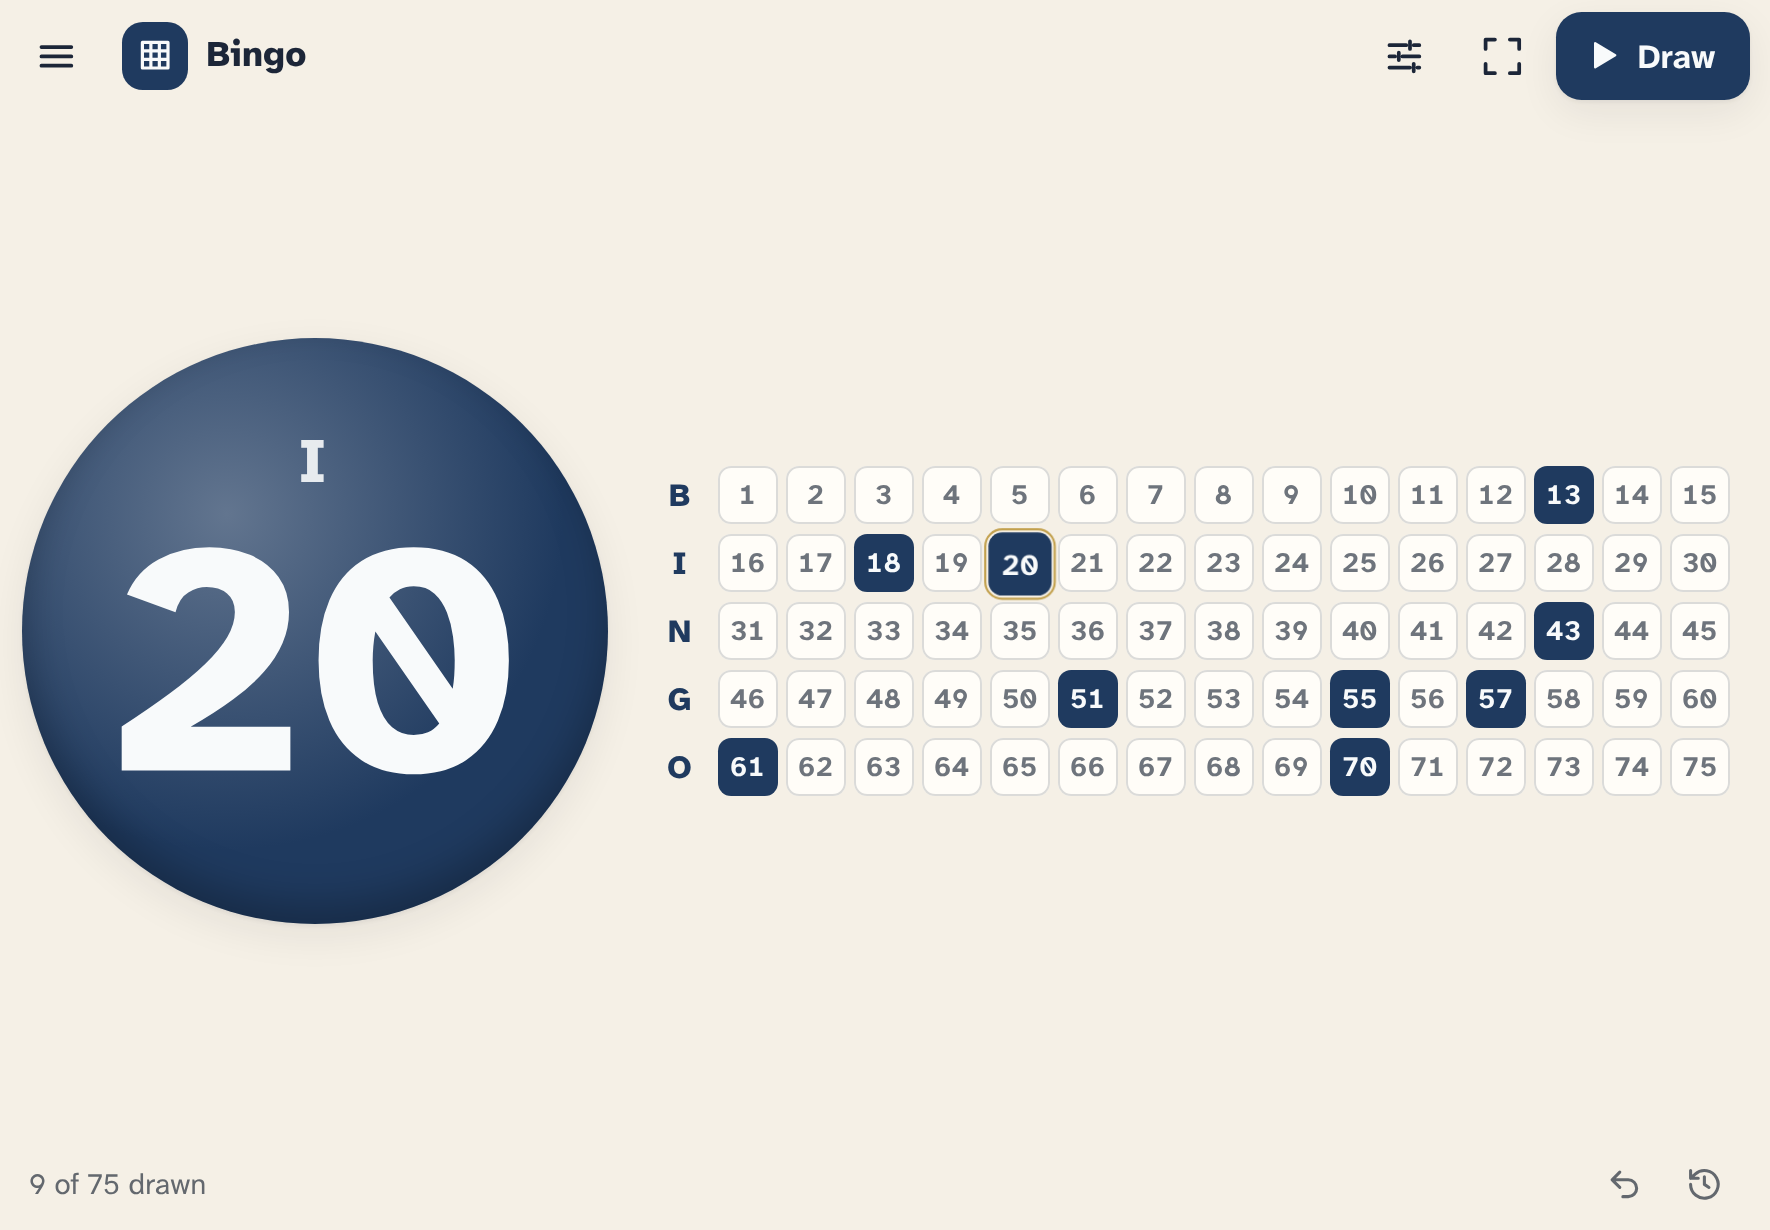 Bingo
Draw
I
20
B 1 2 3 4 5 6 7 8 9 10 11 12 13 14 15
I 16 17 18 19 20 21 22 23 24 25 26 27 28 29 30
N 31 32 33 34 35 36 37 38 39 40 41 42 43 44 45
G 46 47 48 49 50 51 52 53 54 55 56 57 58 59 60
O 61 62 63 64 65 66 67 68 69 70 71 72 73 74 75
9 of 75 drawn